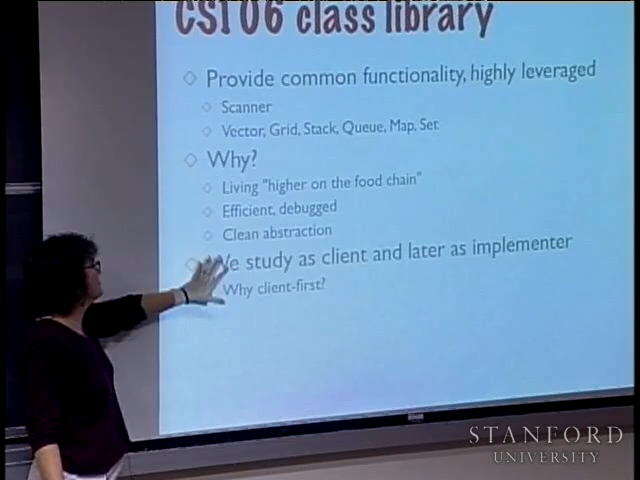 CS106 class library
Provide common functionality, highly leveraged
Scanner
Vector, Grid, Stack, Queue, Map, Set
Why?
Living "higher on the food chain"
Efficient, debugged
Clean abstraction
We study as client and later as implementer
Why client-first?
STANFORD
UNIVERSITY